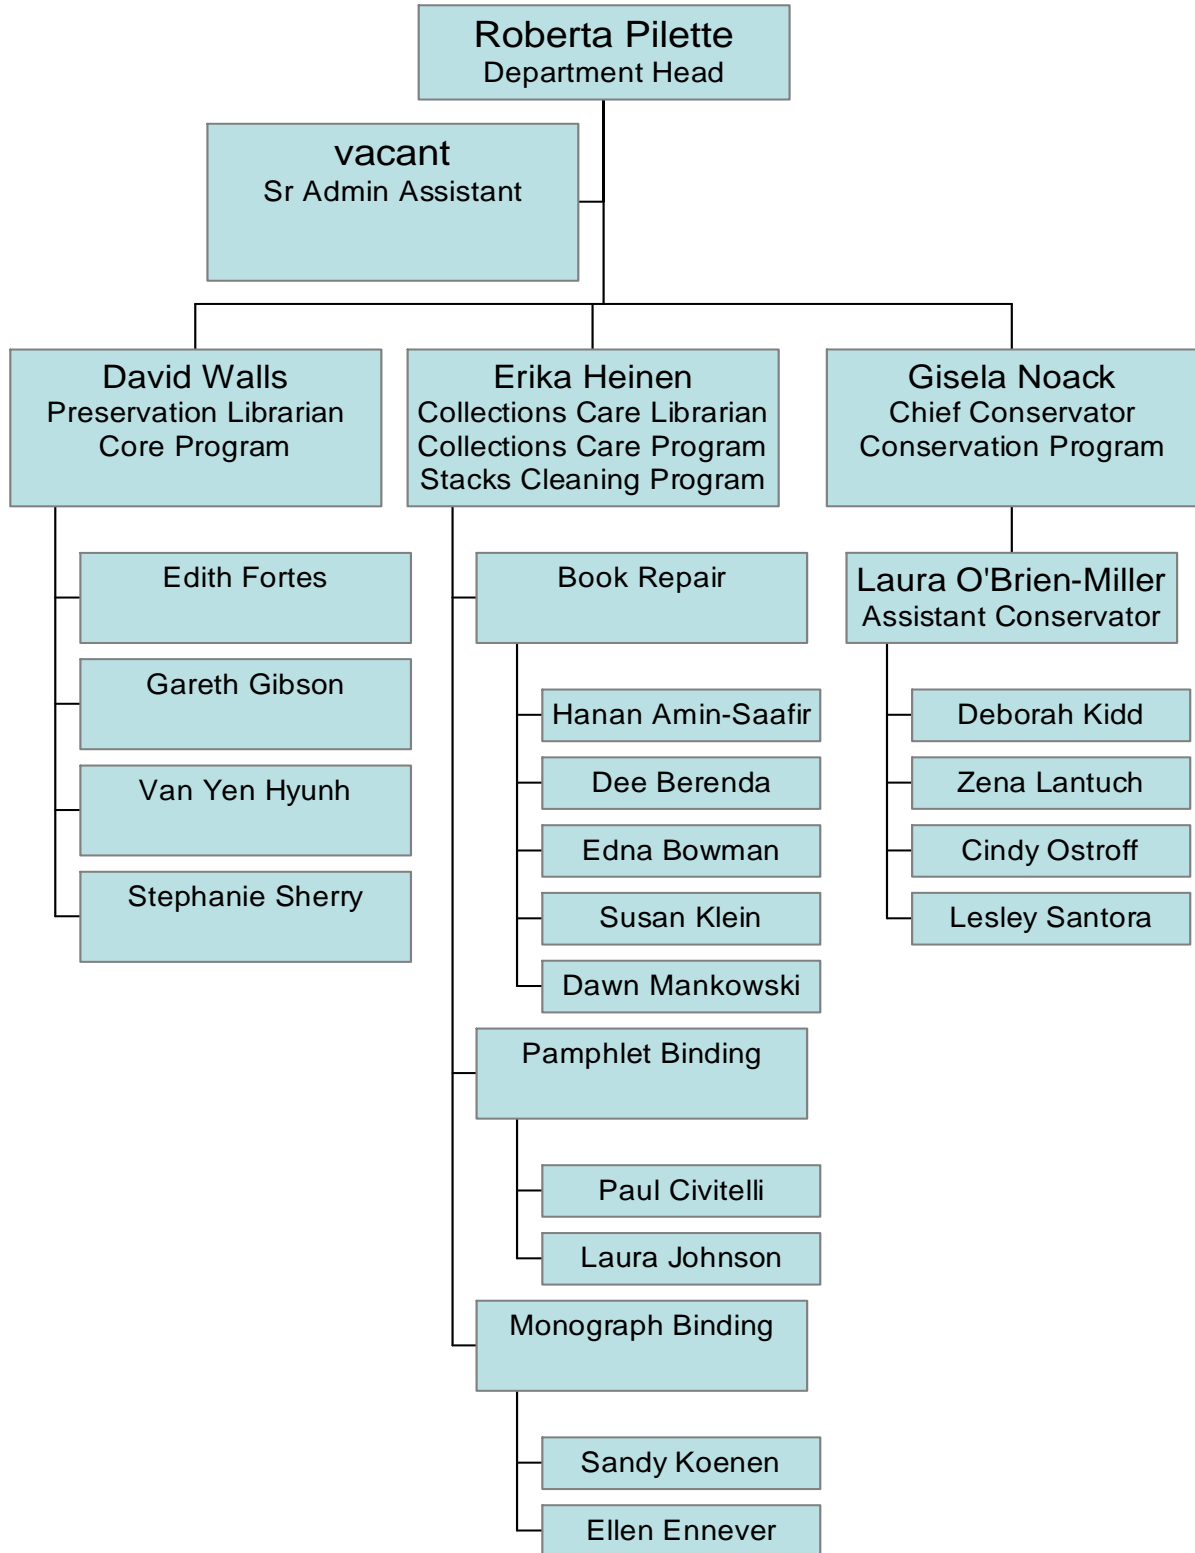 Roberta Pilette
Department Head
vacant
Sr Admin Assistant
David Walls
Preservation Librarian
Core Program
Edith Fortes
Gareth Gibson
Van Yen Hyunh
Stephanie Sherry
Erika Heinen
Collections Care Librarian
Collections Care Program
Stacks Cleaning Program
Book Repair
Hanan Amin-Saafir
Dee Berenda
Edna Bowman
Susan Klein
Dawn Mankowski
Pamphlet Binding
Paul Civitelli
Laura Johnson
Monograph Binding
Sandy Koenen
Ellen Ennever
Gisela Noack
Chief Conservator
Conservation Program
Laura O'Brien-Miller
Assistant Conservator
Deborah Kidd
Zena Lantuch
Cindy Ostroff
Lesley Santora